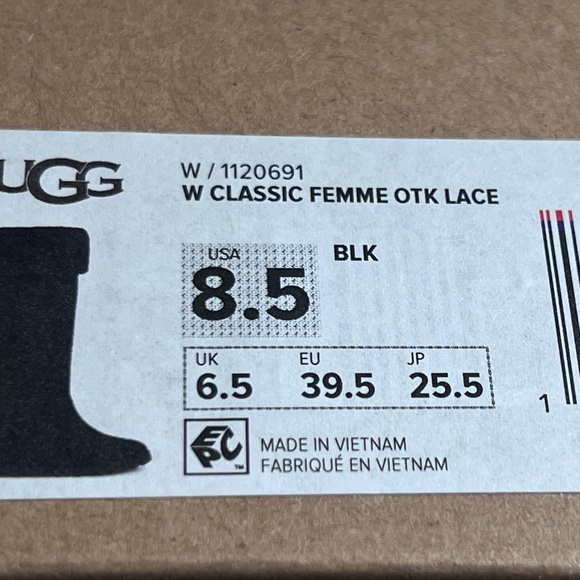 UGG
W / 1120691
W CLASSIC FEMME OTK LACE
USA BLK
8.5
UK EU JP
6.5 39.5 25.5
EPC™
MADE IN VIETNAM
FABRIQUÉ EN VIETNAM
1